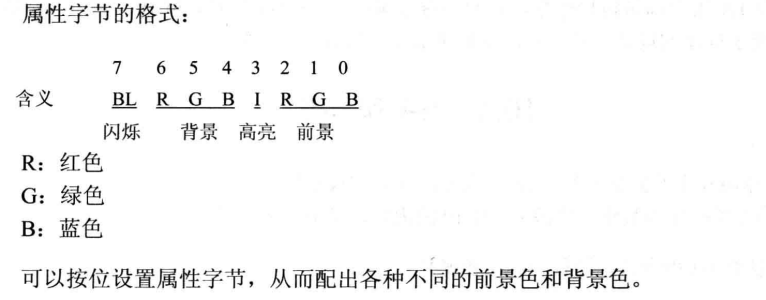 属性字节的格式：
7 6 5 4 3 2 1 0
含义 BL R G B I R G B
闪烁 背景 高亮 前景
R：红色
G：绿色
B：蓝色
可以按位设置属性字节，从而配出各种不同的前景色和背景色。